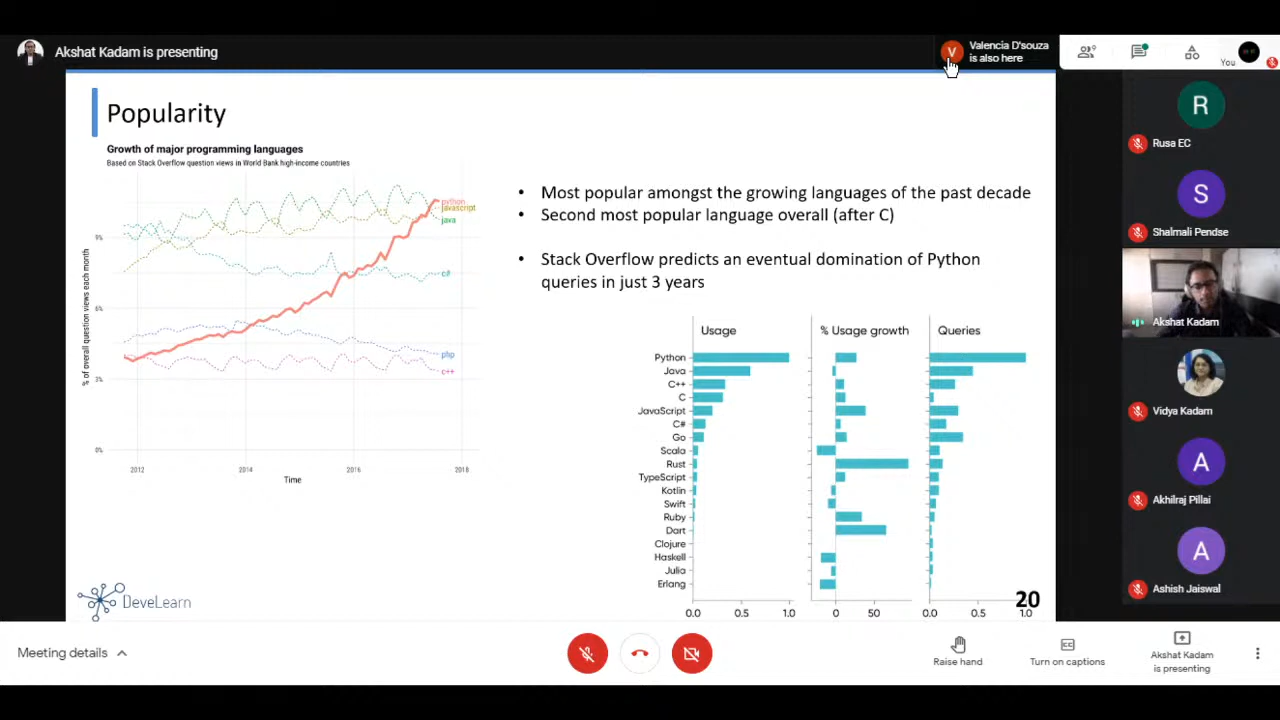 Akshat Kadam is presenting
V
Valencia D'souza
is also here
You
Popularity
Growth of major programming languages
Based on Stack Overflow question views in World Bank high-income countries
python
javascript
java
9%
c#
6%
php
c++
3%
0%
% of overall question views each month
2012
2014
2016
2018
Time
• Most popular amongst the growing languages of the past decade
• Second most popular language overall (after C)
• Stack Overflow predicts an eventual domination of Python
queries in just 3 years
Usage
% Usage growth
Queries
Python
Java
C++
C
JavaScript
C#
Go
Scala
Rust
TypeScript
Kotlin
Swift
Ruby
Dart
Clojure
Haskell
Julia
Erlang
0.0 0.5 1.0
0 50
0.0 0.5 1.0
20
DeveLearn
R
Rusa EC
S
Shalmali Pendse
Akshat Kadam
Vidya Kadam
A
Akhilraj Pillai
A
Ashish Jaiswal
Meeting details
Raise hand
CC
Turn on captions
Akshat Kadam
is presenting